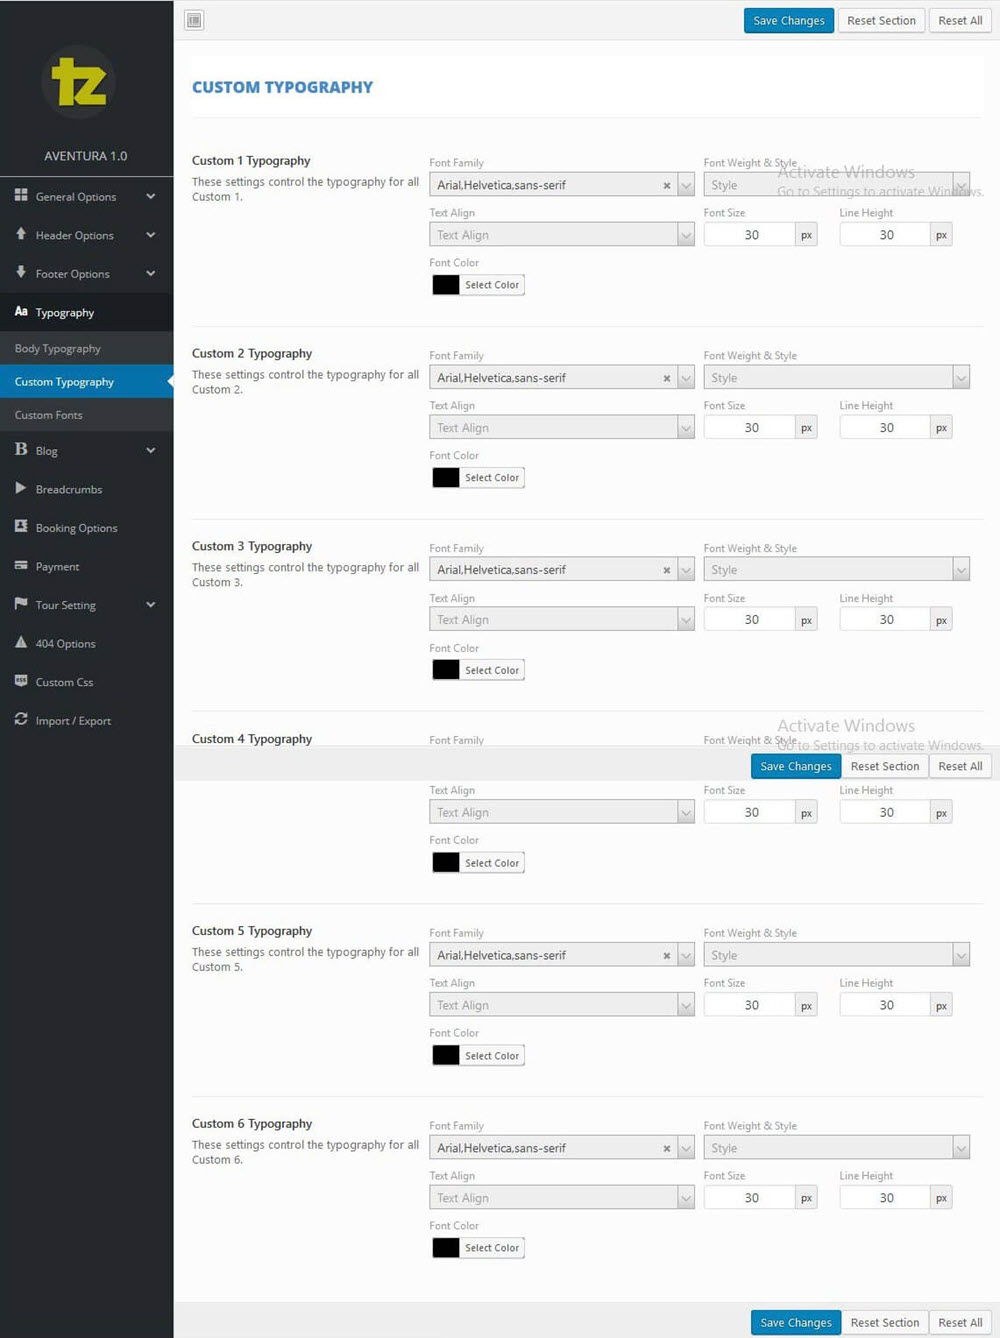 Save Changes Reset Section Reset All
tz
AVENTURA 1.0
General Options
Header Options
Footer Options
Aa Typography
Body Typography
Custom Typography
Custom Fonts
B Blog
Breadcrumbs
Booking Options
Payment
Tour Setting
404 Options
Custom Css
Import / Export
CUSTOM TYPOGRAPHY
Custom 1 Typography
These settings control the typography for all
Custom 1.
Font Family Font Weight & Style
Activate Windows
Arial,Helvetica,sans-serif × Style
Go to Settings to activate Windows.
Text Align Font Size Line Height
Text Align 30 px 30 px
Font Color
Select Color
Custom 2 Typography
These settings control the typography for all
Custom 2.
Font Family Font Weight & Style
Arial,Helvetica,sans-serif × Style
Text Align Font Size Line Height
Text Align 30 px 30 px
Font Color
Select Color
Custom 3 Typography
These settings control the typography for all
Custom 3.
Font Family Font Weight & Style
Arial,Helvetica,sans-serif × Style
Text Align Font Size Line Height
Text Align 30 px 30 px
Font Color
Select Color
Activate Windows
Custom 4 Typography Font Family Font Weight & Style
Go to Settings to activate Windows.
Save Changes Reset Section Reset All
Text Align Font Size Line Height
Text Align 30 px 30 px
Font Color
Select Color
Custom 5 Typography
These settings control the typography for all
Custom 5.
Font Family Font Weight & Style
Arial,Helvetica,sans-serif × Style
Text Align Font Size Line Height
Text Align 30 px 30 px
Font Color
Select Color
Custom 6 Typography
These settings control the typography for all
Custom 6.
Font Family Font Weight & Style
Arial,Helvetica,sans-serif × Style
Text Align Font Size Line Height
Text Align 30 px 30 px
Font Color
Select Color
Save Changes Reset Section Reset All